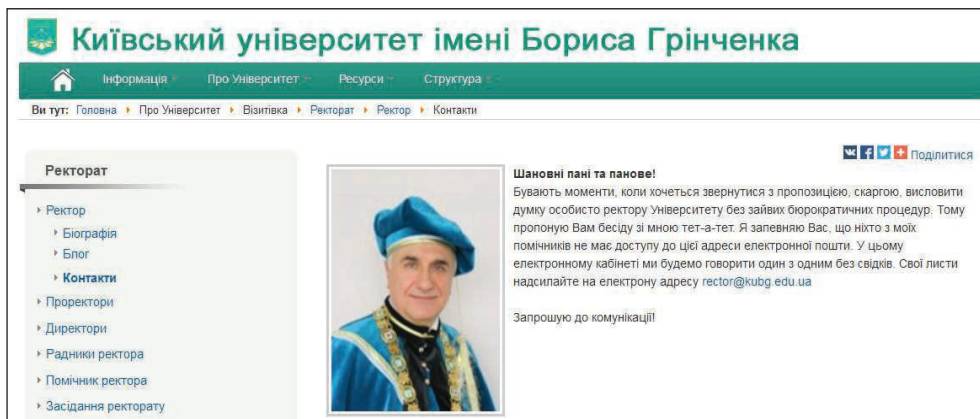 Київський університет імені Бориса Грінченка
Інформація Про Університет Ресурси Структура
Ви тут: Головна Про Університет Візитівка Ректорат Ректор Контакти
Поділитися
Ректорат
Ректор
Біографія
Блог
Контакти
Проректори
Директори
Радники ректора
Помічник ректора
Засідання ректорату
Шановні пані та панове!
Бувають моменти, коли хочеться звернутися з пропозицією, скаргою, висловити
думку особисто ректору Університету без зайвих бюрократичних процедур. Тому
пропоную Вам бесіду зі мною тет-а-тет. Я запевняю Вас, що ніхто з моїх
помічників не має доступу до цієї адреси електронної пошти. У цьому
електронному кабінеті ми будемо говорити один з одним без свідків. Свої листи
надсилайте на електрону адресу rector@kubg.edu.ua
Запрошую до комунікації!